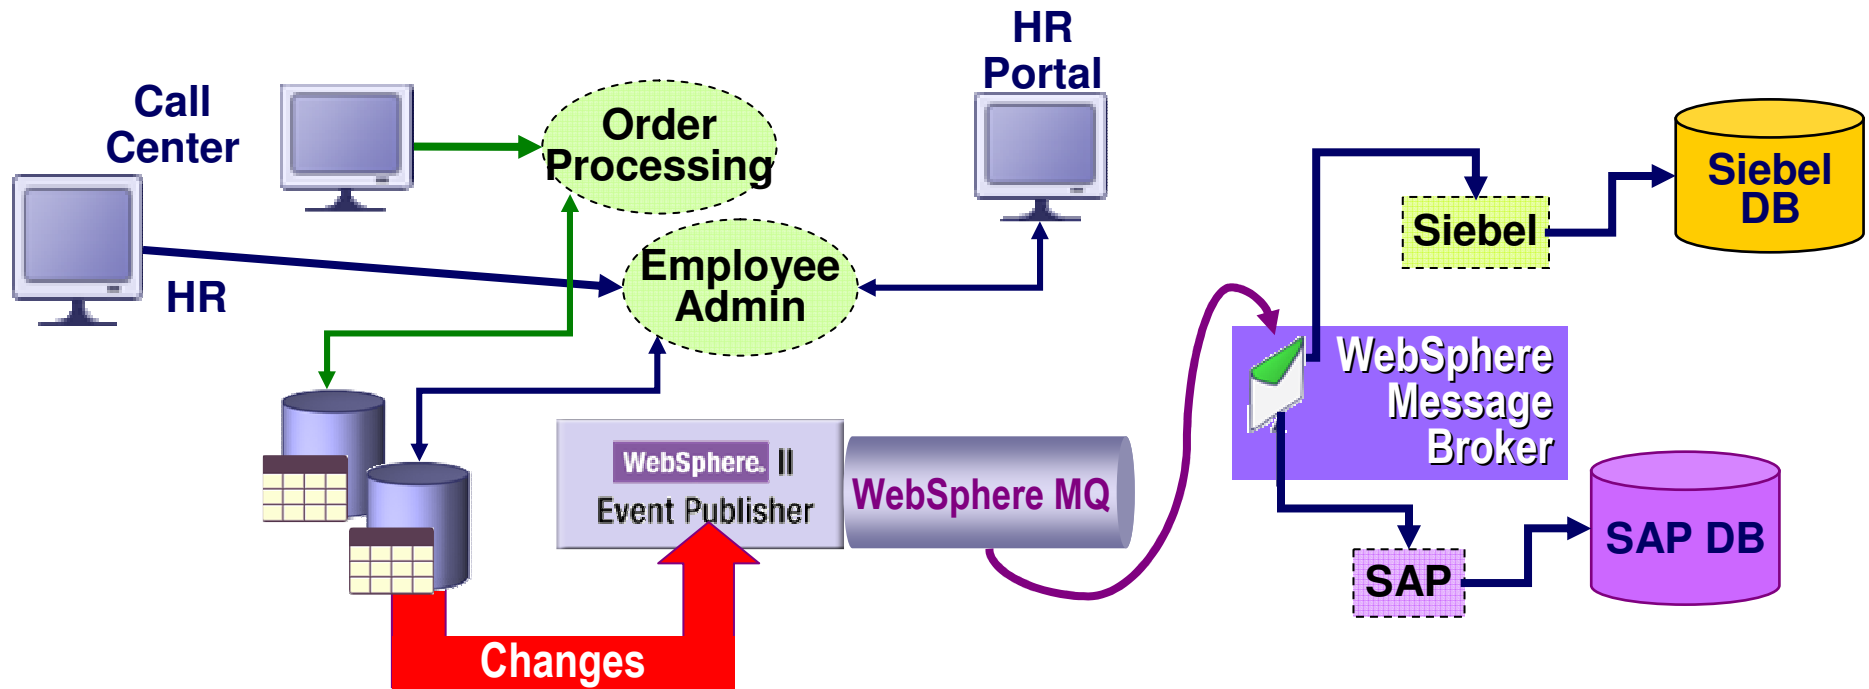 HR
Portal
Call
Center
Order
Processing
HR
Employee
Admin
Siebel
Siebel
DB
WebSphere
Message
Broker
WebSphere. II
Event Publisher
WebSphere MQ
SAP
SAP DB
Changes